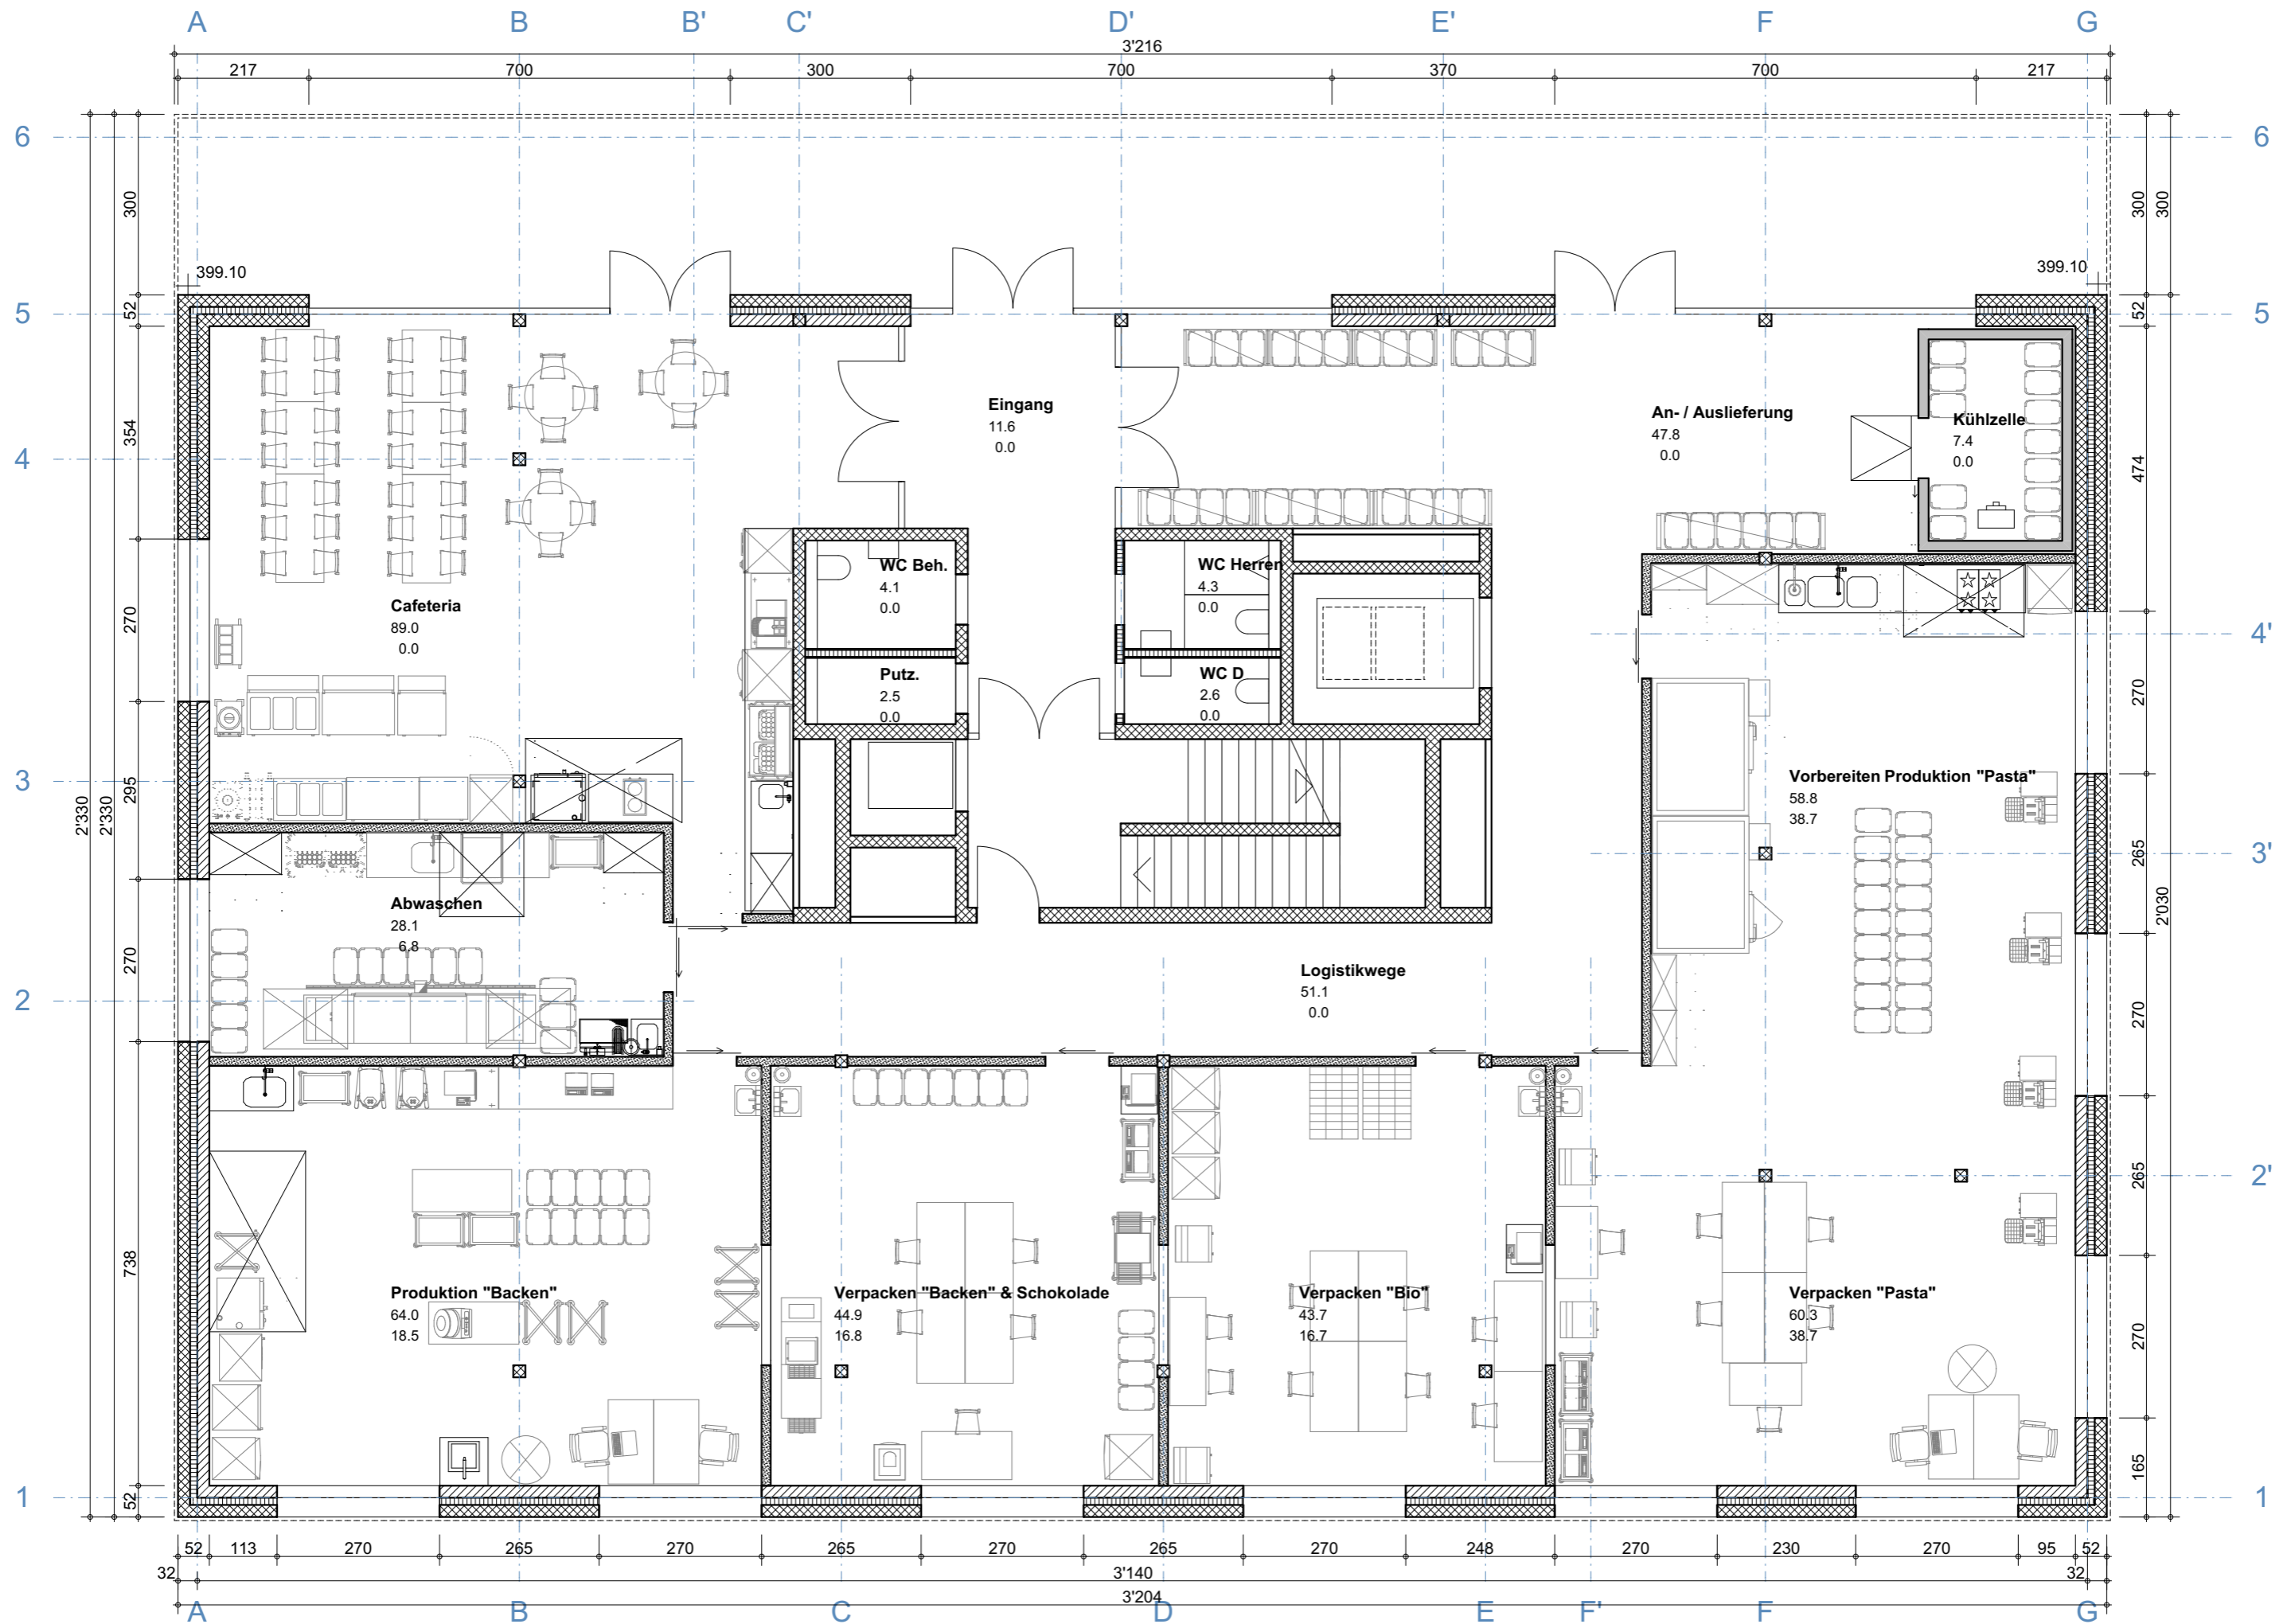 A B B' C' D' E' F G
3'216
217 700 300 700 370 700 217
6 6
300 300 300
399.10 399.10
52 52
5 5
Eingang
11.6
0.0
An- / Auslieferung
47.8
0.0
Kühlzelle
7.4
0.0
354
4
474
WC Beh.
4.1
0.0
WC Herren
4.3
0.0
Cafeteria
89.0
0.0
270
4'
Putz.
2.5
0.0
WC D
2.6
0.0
270
3
295
2'330
2'330
Vorbereiten Produktion "Pasta"
58.8
38.7
265
3'
2'030
Abwaschen
28.1
6.8
270
Logistikwege
51.1
0.0
2
270
265
2'
738
Produktion "Backen"
64.0
18.5
Verpacken "Backen" & Schokolade
44.9
16.8
Verpacken "Bio"
43.7
16.7
Verpacken "Pasta"
60.3
38.7
270
165
52
1 1
52 113 270 265 270 265 270 265 270 248 270 230 270 95 52
32 3'140 32
3'204
A B C D E F' F G